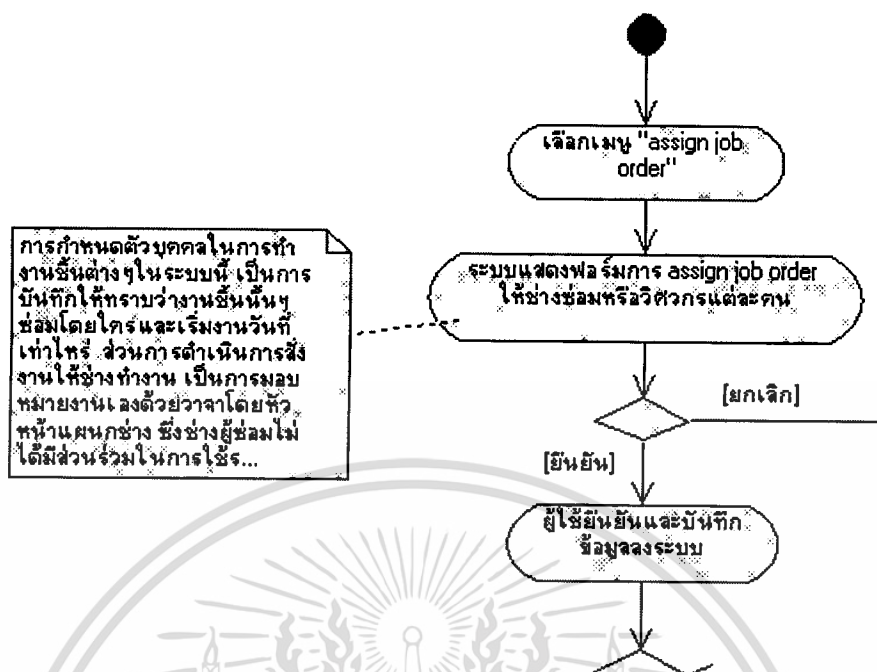 เลือกเมนู "assign job
order"
การกำหนดตัวบุคคลในการทำ
งานชิ้นต่างๆในระบบนี้ เป็นการ
บันทึกให้ทราบว่างานชิ้นนั้นๆ
ซ่อมโดยใครและเริ่มงานวันที่
เท่าไหร่ ส่วนการดำเนินการสั่ง
งานให้ช่างทำงาน เป็นการมอบ
หมายงานเองด้วยวาจาโดยหัว
หน้าแผนกช่าง ซึ่งช่างผู้ซ่อมไม่
ได้มีส่วนร่วมในการใช้ร...
ระบบแสดงฟอร์มการ assign job order
ให้ช่างซ่อมหรือวิศวกรแต่ละคน
[ยกเลิก]
[ยืนยัน]
ผู้ใช้ยืนยันและบันทึก
ข้อมูลลงระบบ